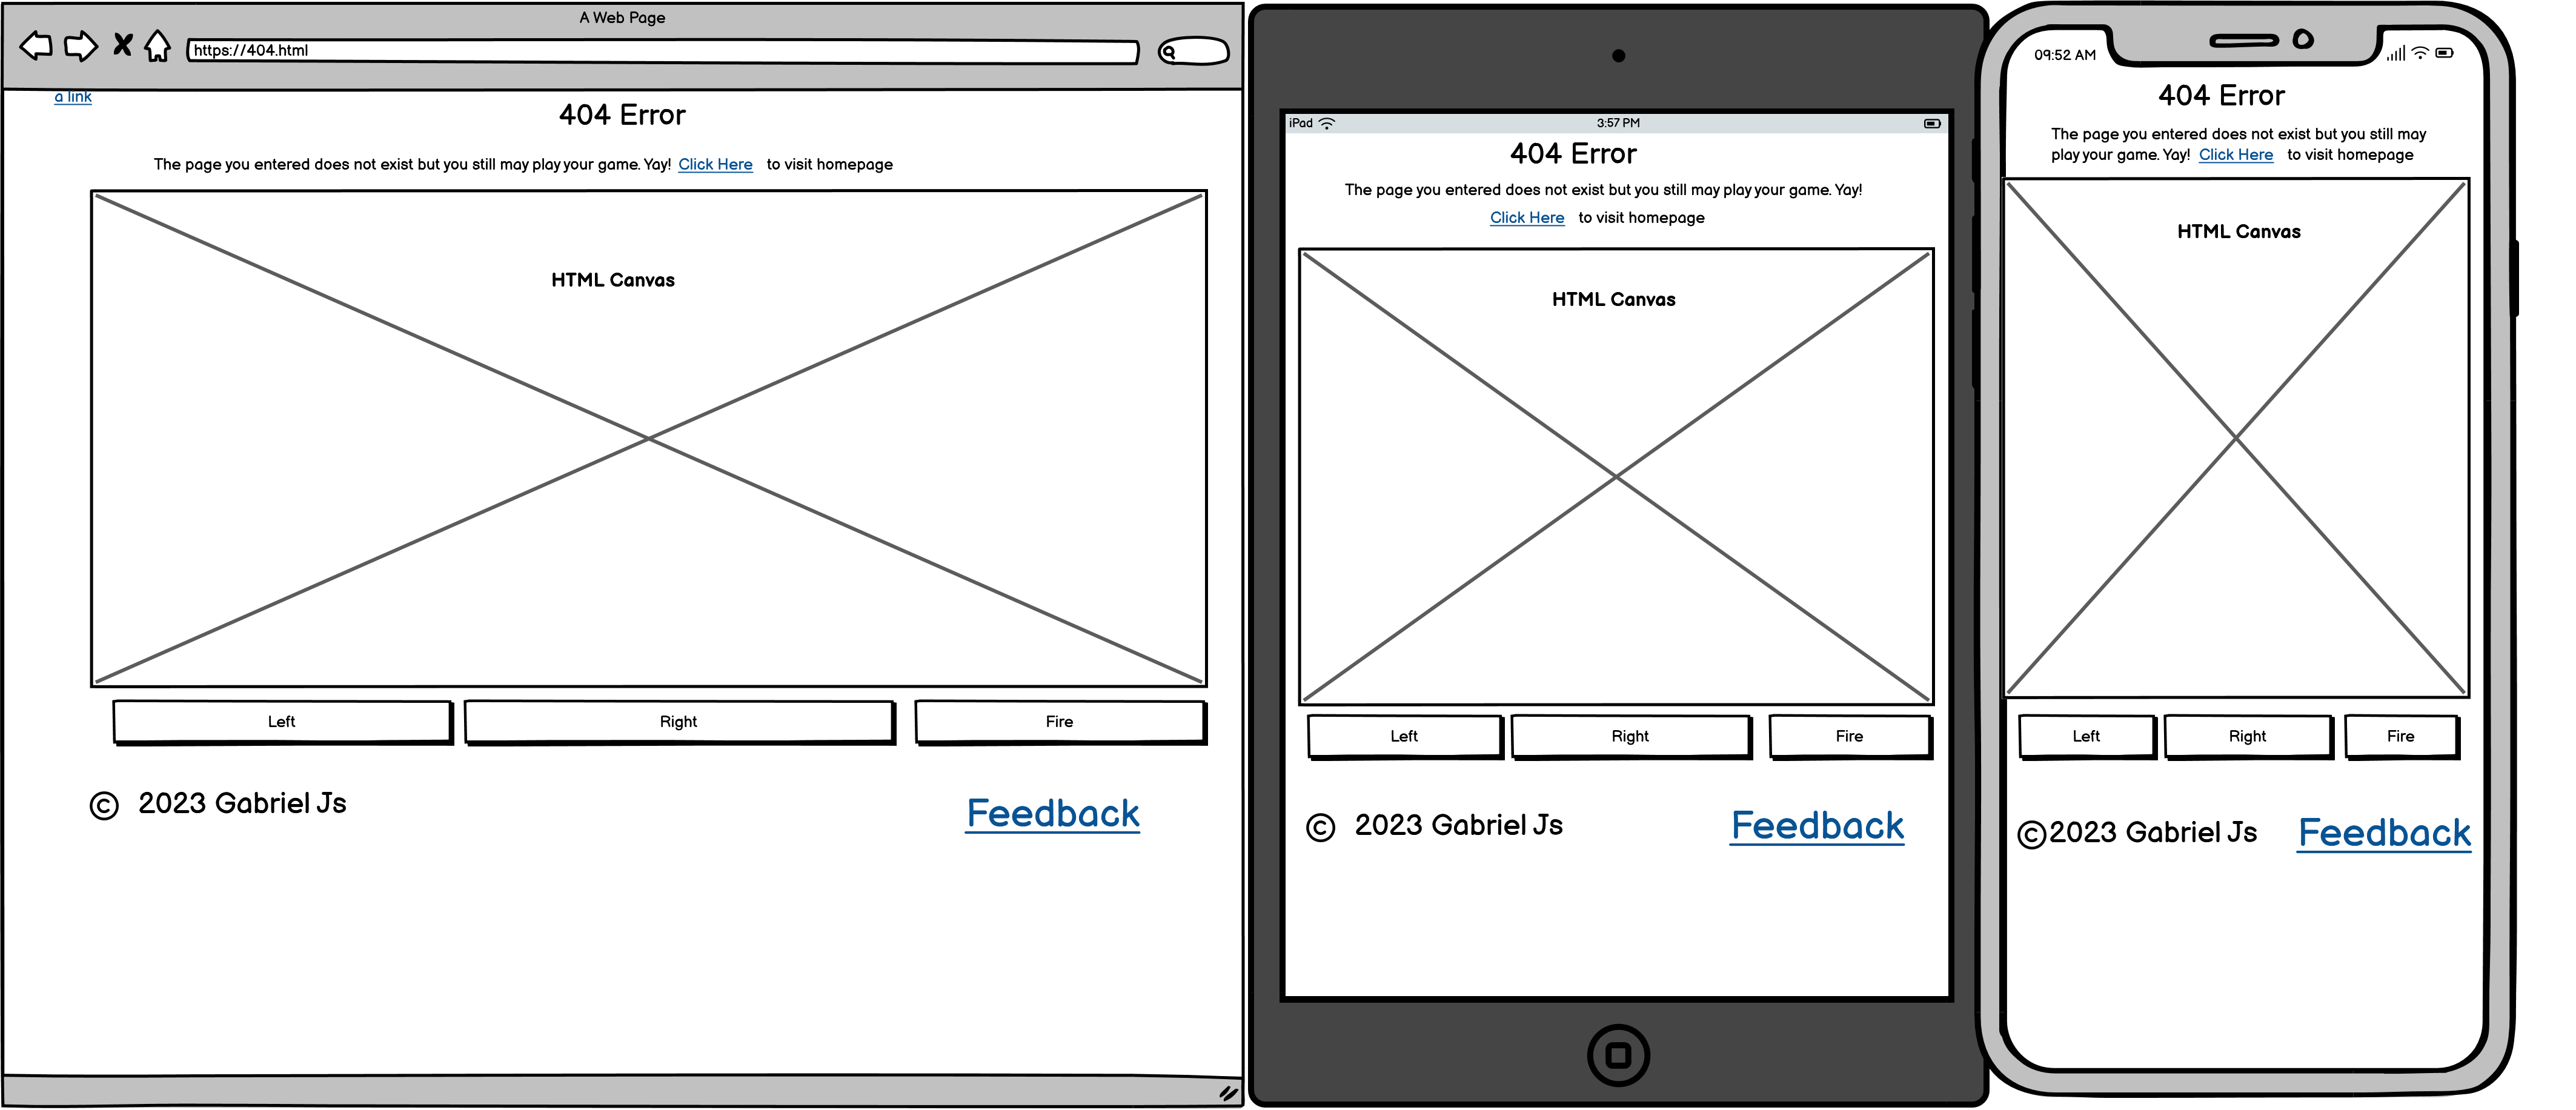 A Web Page
https://404.html
a link
404 Error
The page you entered does not exist but you still may play your game. Yay! Click Here to visit homepage
HTML Canvas
Left Right Fire
© 2023 Gabriel Js Feedback
iPad 3:57 PM
404 Error
The page you entered does not exist but you still may play your game. Yay!
Click Here to visit homepage
HTML Canvas
Left Right Fire
© 2023 Gabriel Js Feedback
09:52 AM
404 Error
The page you entered does not exist but you still may
play your game. Yay! Click Here to visit homepage
HTML Canvas
Left Right Fire
©2023 Gabriel Js Feedback